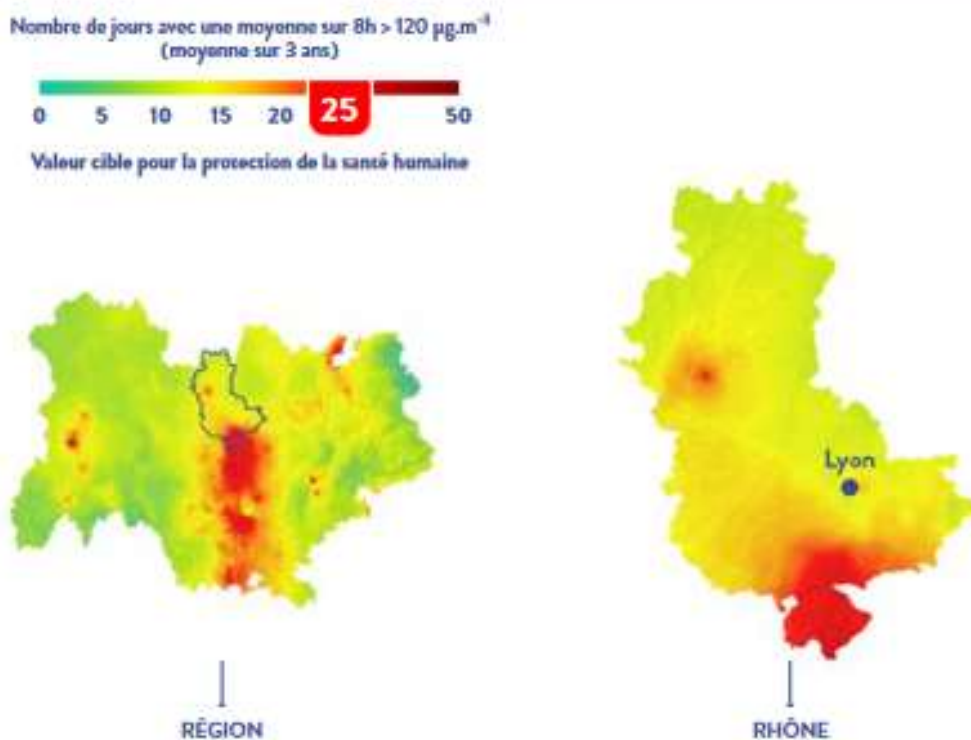 Nombre de jours avec une moyenne sur 8h > 120 µg.m⁻³
(moyenne sur 3 ans)
0 5 10 15 20 25 50
Valeur cible pour la protection de la santé humaine
Lyon
RÉGION
RHÔNE